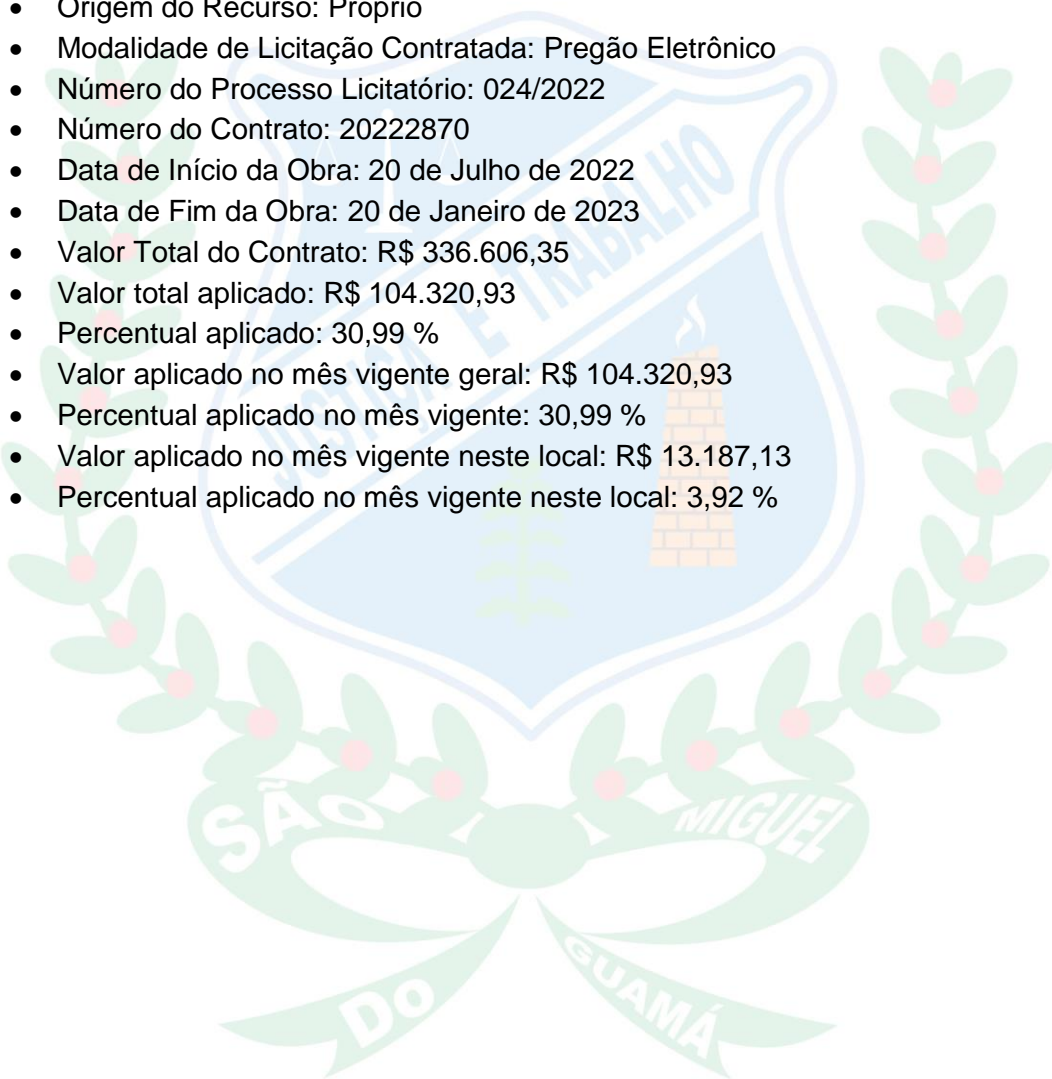 • Origem do Recurso: Próprio
• Modalidade de Licitação Contratada: Pregão Eletrônico
• Número do Processo Licitatório: 024/2022
• Número do Contrato: 20222870
• Data de Início da Obra: 20 de Julho de 2022
• Data de Fim da Obra: 20 de Janeiro de 2023
• Valor Total do Contrato: R$ 336.606,35
• Valor total aplicado: R$ 104.320,93
• Percentual aplicado: 30,99 %
• Valor aplicado no mês vigente geral: R$ 104.320,93
• Percentual aplicado no mês vigente: 30,99 %
• Valor aplicado no mês vigente neste local: R$ 13.187,13
• Percentual aplicado no mês vigente neste local: 3,92 %
JUSTIÇA E TRABALHO
SÃO MIGUEL
DO GUAMÁ